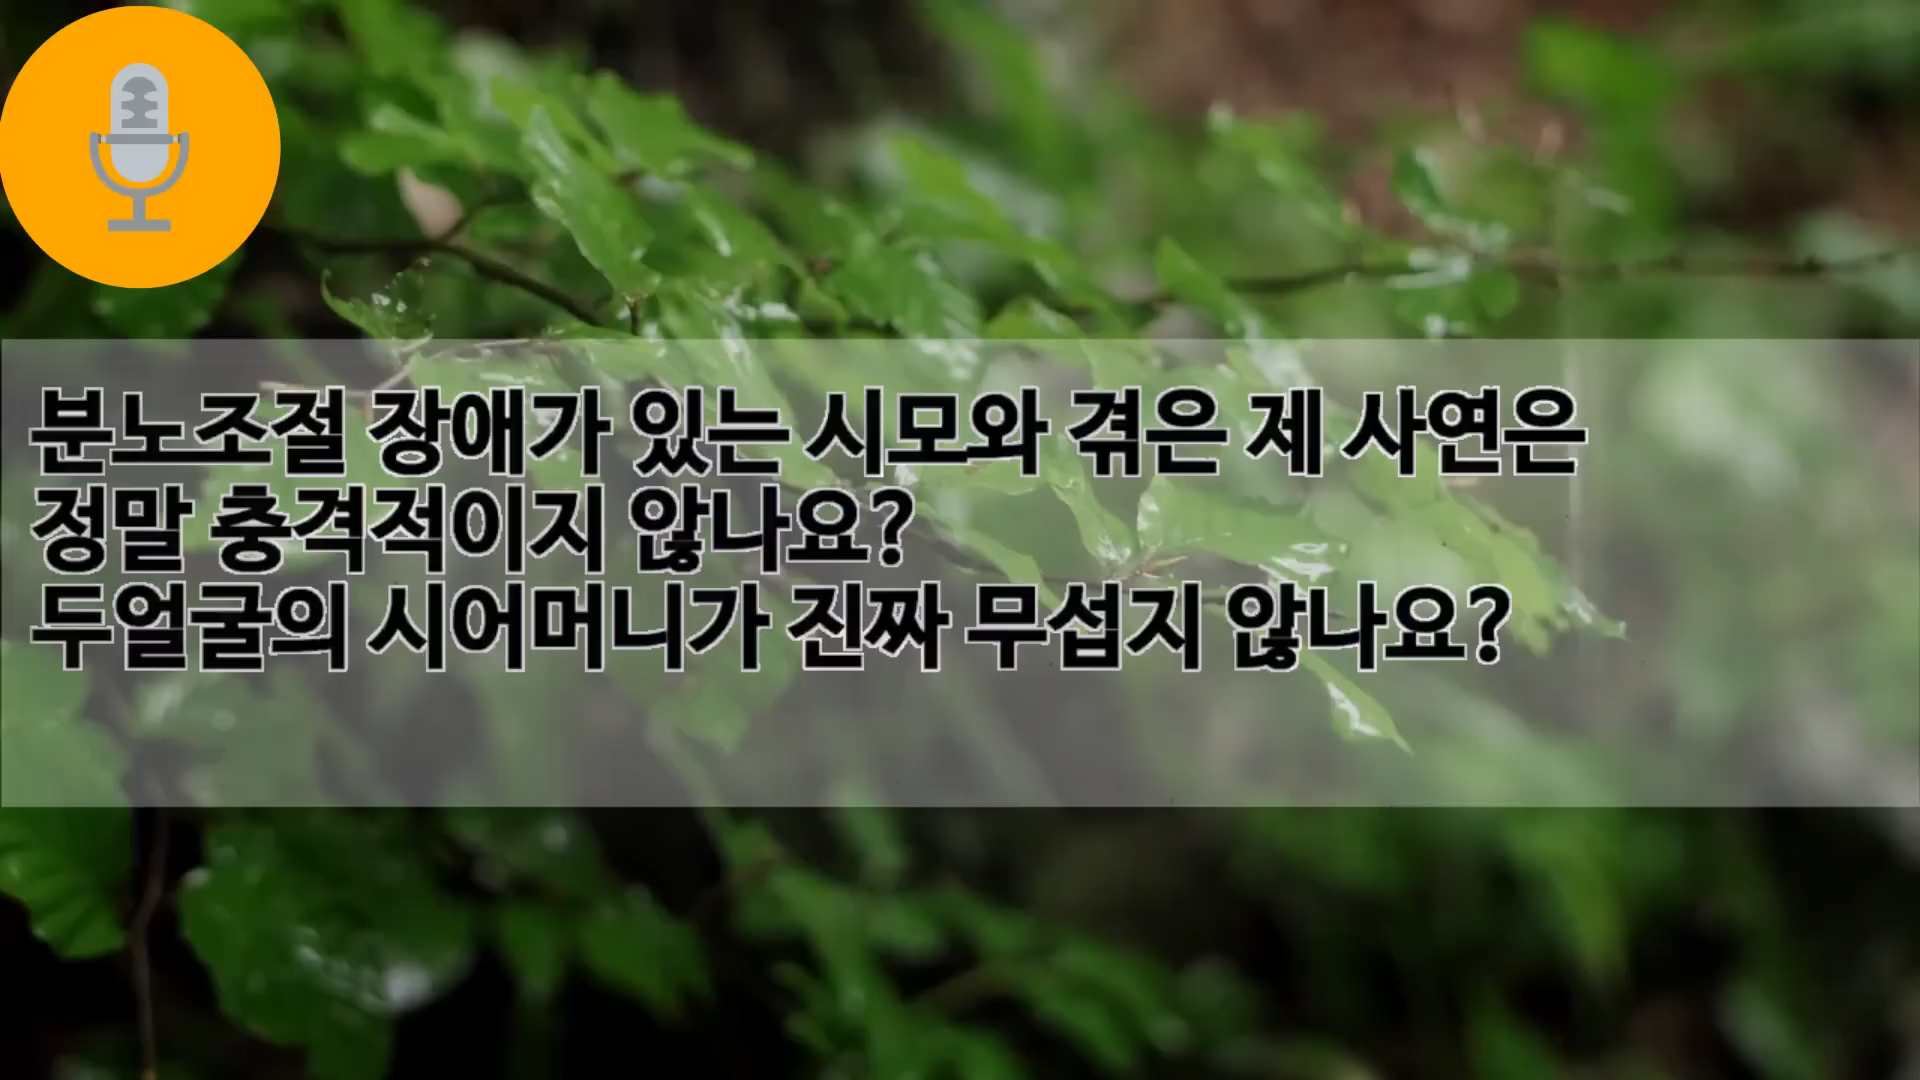 분노조절 장애가 있는 시모와 겪은 제 사연은
정말 충격적이지 않나요?
두얼굴의 시어머니가 진짜 무섭지 않나요?